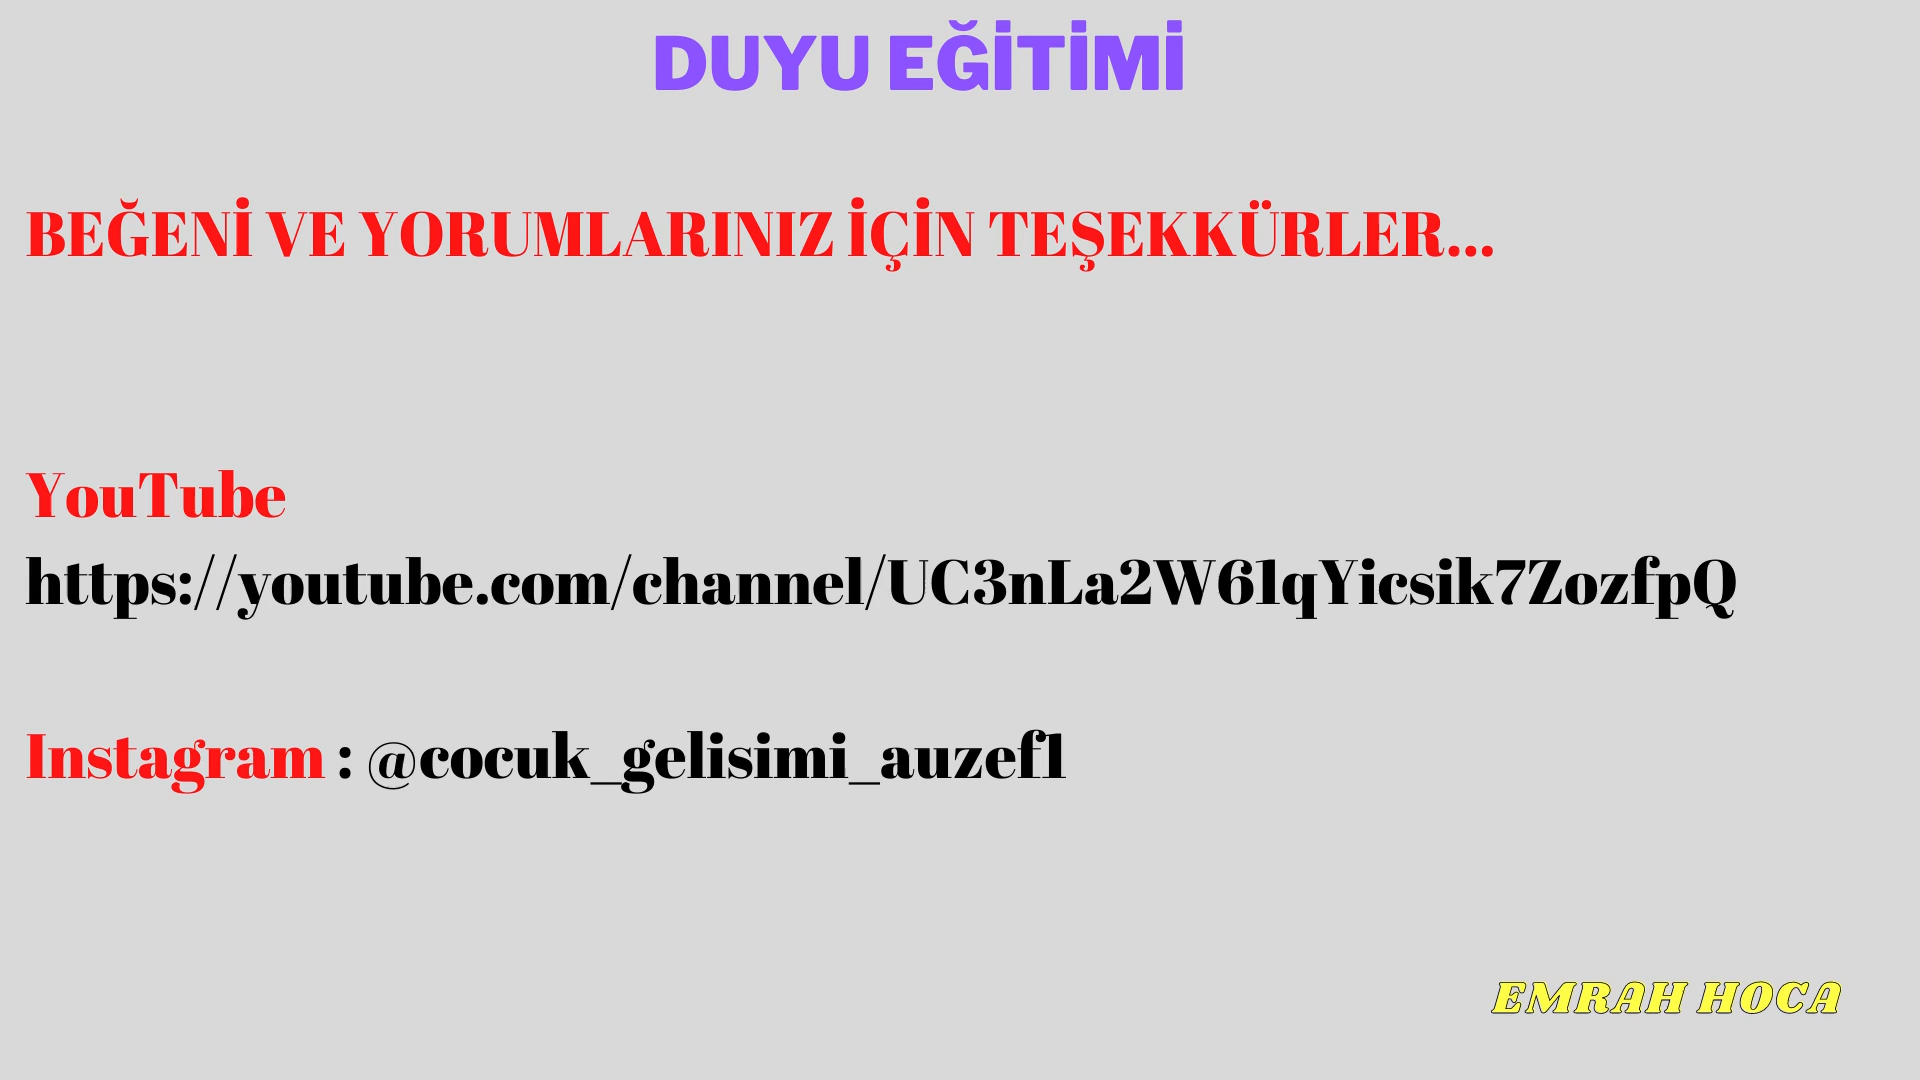 DUYU EĞİTİMİ
BEĞENİ VE YORUMLARINIZ İÇİN TEŞEKKÜRLER...
YouTube
https://youtube.com/channel/UC3nLa2W61qYicsik7ZozfpQ
Instagram : @cocuk_gelisimi_auzef1
EMRAH HOCA